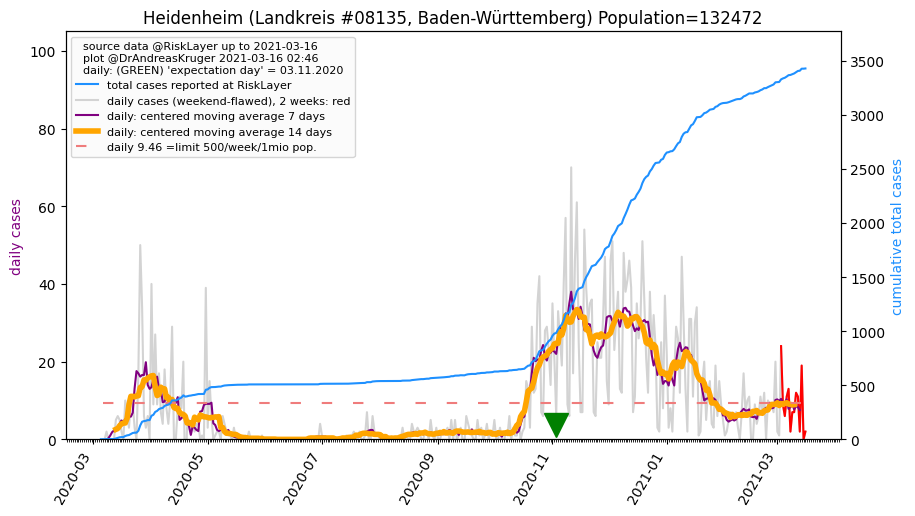 Heidenheim (Landkreis #08135, Baden-Württemberg) Population=132472
source data @RiskLayer up to 2021-03-16
plot @DrAndreasKruger 2021-03-16 02:46
daily: (GREEN) 'expectation day' = 03.11.2020
total cases reported at RiskLayer
daily cases (weekend-flawed), 2 weeks: red
daily: centered moving average 7 days
daily: centered moving average 14 days
daily 9.46 =limit 500/week/1mio pop.
daily cases
100
80
60
40
20
0
cumulative total cases
3500
3000
2500
2000
1500
1000
500
0
2020-03
2020-05
2020-07
2020-09
2020-11
2021-01
2021-03